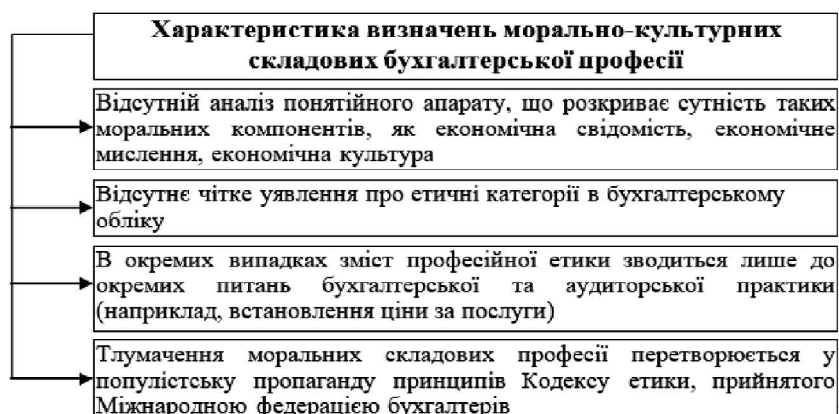 Характеристика визначень морально-культурних
складових бухгалтерської професії
Відсутній аналіз понятійного апарату, що розкриває сутність таких
моральних компонентів, як економічна свідомість, економічне
мислення, економічна культура
Відсутнє чітке уявлення про етичні категорії в бухгалтерському
обліку
В окремих випадках зміст професійної етики зводиться лише до
окремих питань бухгалтерської та аудиторської практики
(наприклад, встановлення ціни за послуги)
Тлумачення моральних складових професії перетворюється у
популістську пропаганду принципів Кодексу етики, прийнятого
Міжнародною федерацією бухгалтерів